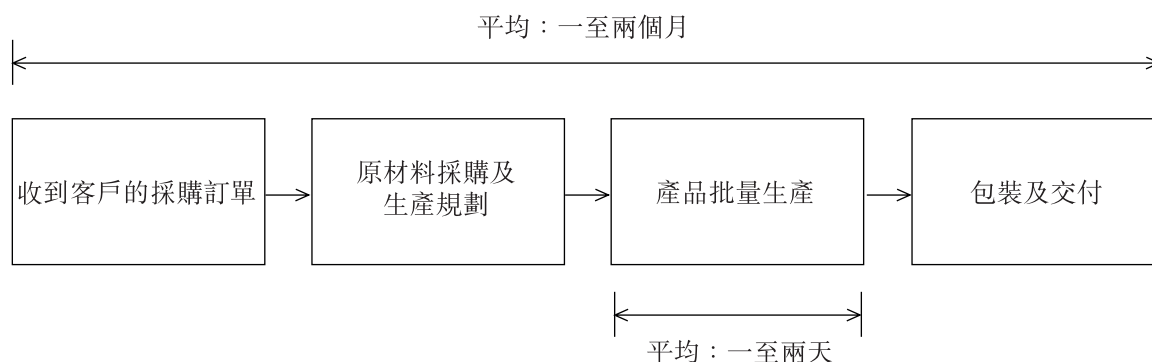 平均：一至兩個月
收到客戶的採購訂單
原材料採購及
生產規劃
產品批量生產
包裝及交付
平均：一至兩天